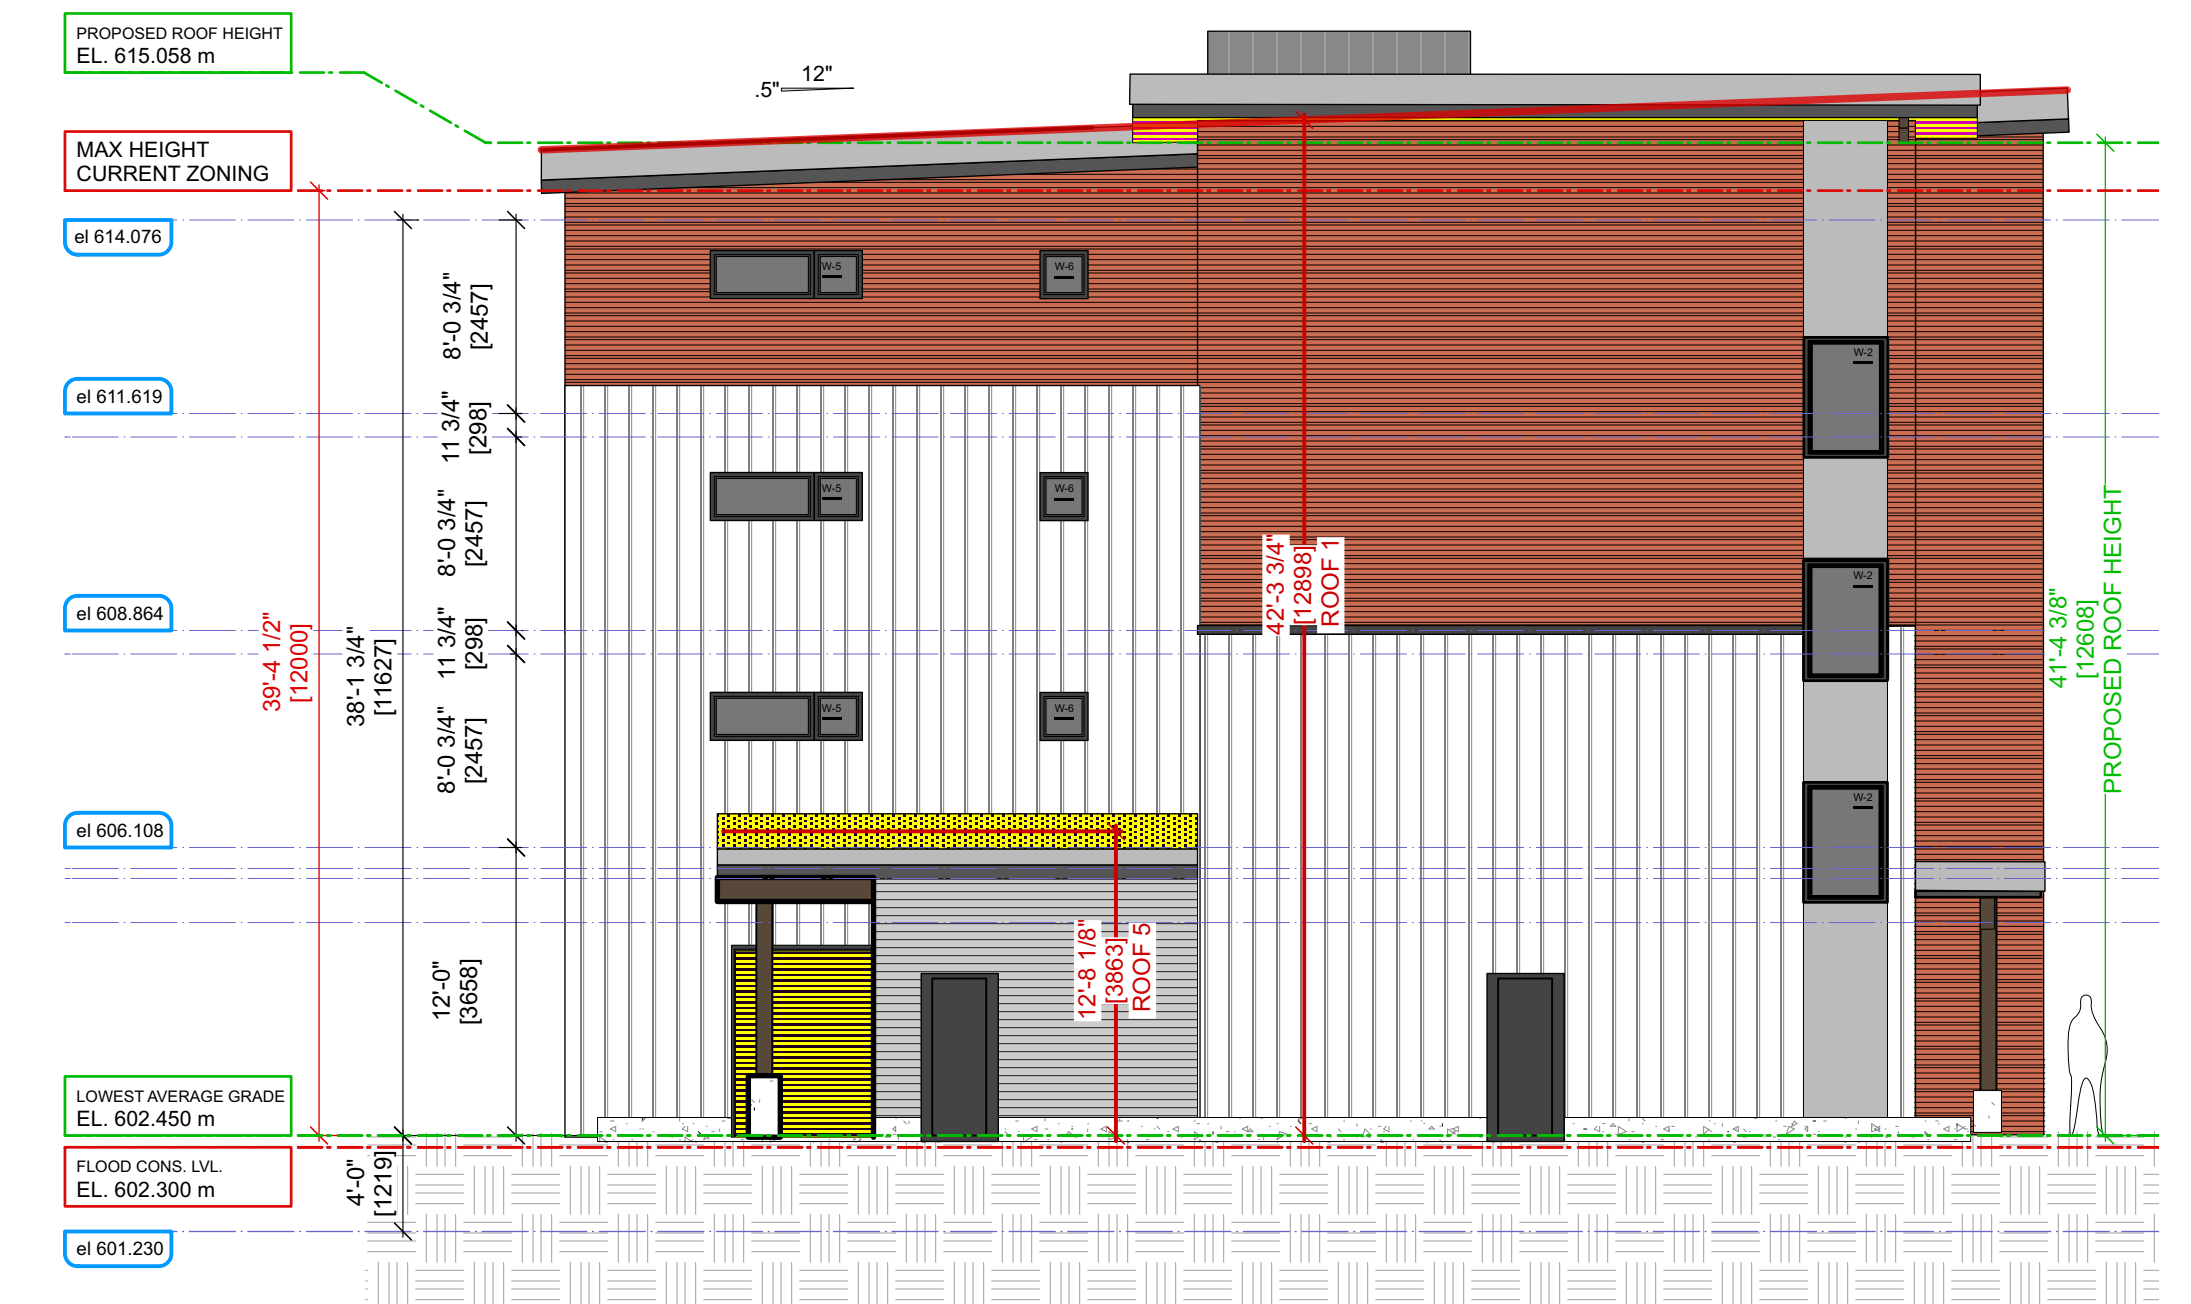 PROPOSED ROOF HEIGHT
EL. 615.058 m
12"
.5"
MAX HEIGHT
CURRENT ZONING
el 614.076
W-5
W-6
8'-0 3/4"
[2457]
W-2
el 611.619
11 3/4"
[298]
W-5
W-6
8'-0 3/4"
[2457]
42'-3 3/4"
[12898]
ROOF 1
W-2
el 608.864
39'-4 1/2"
[12000]
38'-1 3/4"
[11627]
11 3/4"
[298]
41'-4 3/8"
[12608]
PROPOSED ROOF HEIGHT
W-5
W-6
8'-0 3/4"
[2457]
W-2
el 606.108
12'-0"
[3658]
12'-8 1/8"
[3863]
ROOF 5
LOWEST AVERAGE GRADE
EL. 602.450 m
FLOOD CONS. LVL.
EL. 602.300 m
4'-0"
[1219]
el 601.230